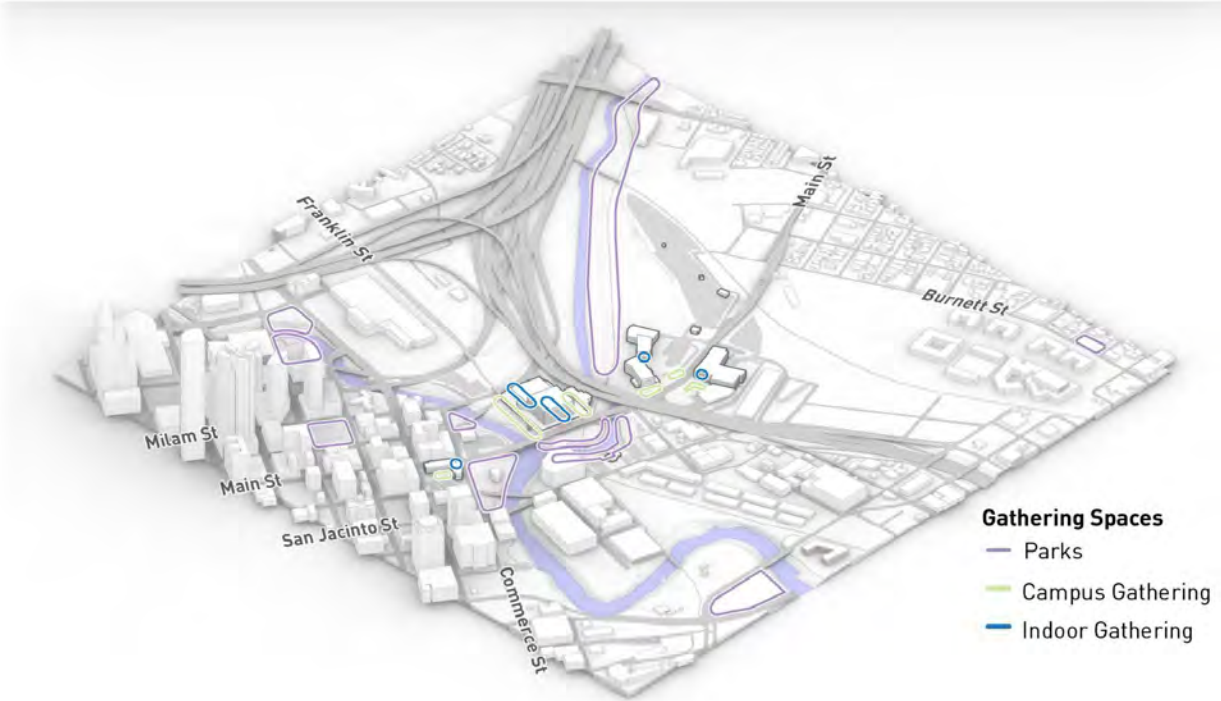 Main St
Franklin St
Burnett St
Milam St
Main St
San Jacinto St
Commerce St
Gathering Spaces
Parks
Campus Gathering
Indoor Gathering